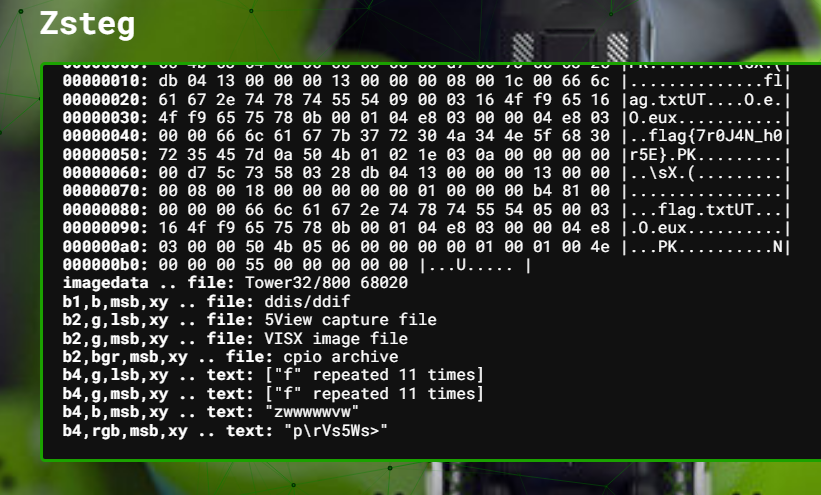 Zsteg
00000010: db 04 13 00 00 00 13 00 00 00 08 00 1c 00 66 6c |..............fl|
00000020: 61 67 2e 74 78 74 55 54 09 00 03 16 4f f9 65 16 |ag.txtUT....O.e.|
00000030: 4f f9 65 75 78 0b 00 01 04 e8 03 00 00 04 e8 03 |O.eux...........|
00000040: 00 00 66 6c 61 67 7b 37 72 30 4a 34 4e 5f 68 30 |..flag{7r0J4N_h0|
00000050: 72 35 45 7d 0a 50 4b 01 02 1e 03 0a 00 00 00 00 |r5E}.PK.........|
00000060: 00 d7 5c 73 58 03 28 db 04 13 00 00 00 13 00 00 |..\sX.(.........|
00000070: 00 08 00 18 00 00 00 00 00 01 00 00 00 b4 81 00 |................|
00000080: 00 00 00 66 6c 61 67 2e 74 78 74 55 54 05 00 03 |...flag.txtUT...|
00000090: 16 4f f9 65 75 78 0b 00 01 04 e8 03 00 00 04 e8 |.O.eux..........|
000000a0: 03 00 00 50 4b 05 06 00 00 00 00 01 00 01 00 4e |...PK..........N|
000000b0: 00 00 00 55 00 00 00 00 00 |...U..... |
imagedata .. file: Tower32/800 68020
b1,b,msb,xy .. file: ddis/ddif
b2,g,lsb,xy .. file: 5View capture file
b2,g,msb,xy .. file: VISX image file
b2,bgr,msb,xy .. file: cpio archive
b4,g,lsb,xy .. text: ["f" repeated 11 times]
b4,g,msb,xy .. text: ["f" repeated 11 times]
b4,b,msb,xy .. text: "zwwwwwvw"
b4,rgb,msb,xy .. text: "p\rVs5Ws>"